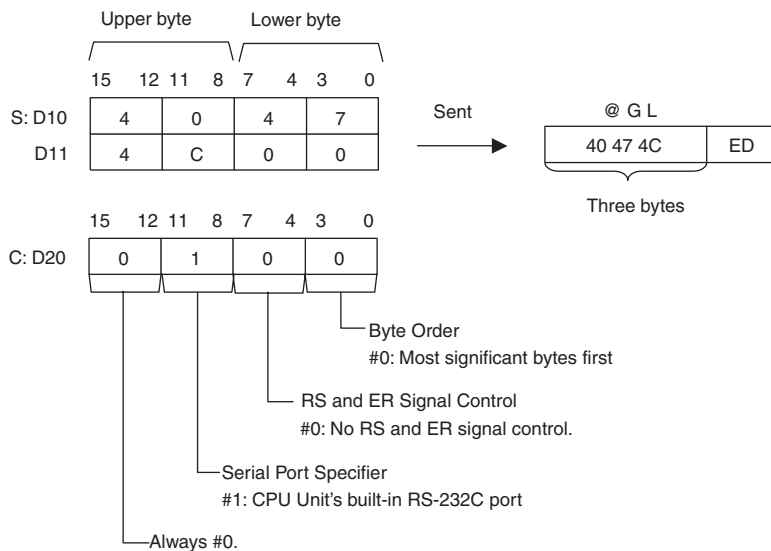 Upper byte Lower byte
15 12 11 8 7 4 3 0
S: D10 4 0 4 7
D11 4 C 0 0
Sent
@ G L
40 47 4C ED
Three bytes
15 12 11 8 7 4 3 0
C: D20 0 1 0 0
Byte Order
#0: Most significant bytes first
RS and ER Signal Control
#0: No RS and ER signal control.
Serial Port Specifier
#1: CPU Unit's built-in RS-232C port
Always #0.